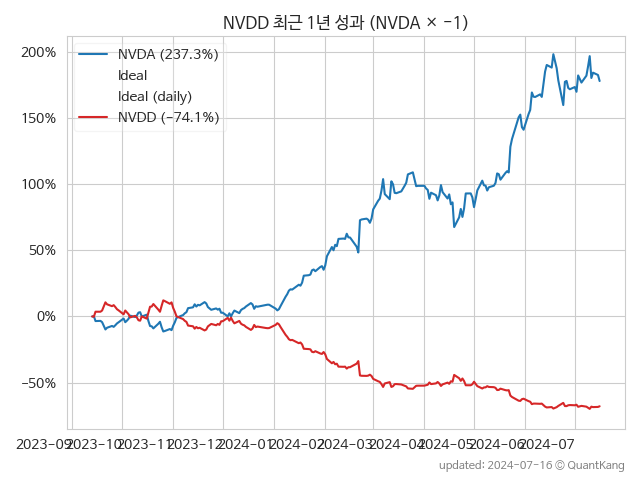 NVDD 최근 1년 성과 (NVDA × −1)
NVDA (237.3%)
Ideal
Ideal (daily)
NVDD (−74.1%)
200%
150%
100%
50%
0%
−50%
2023-09 2023-10 2023-11 2023-12 2024-01 2024-02 2024-03 2024-04 2024-05 2024-06 2024-07
updated: 2024-07-16 © QuantKang